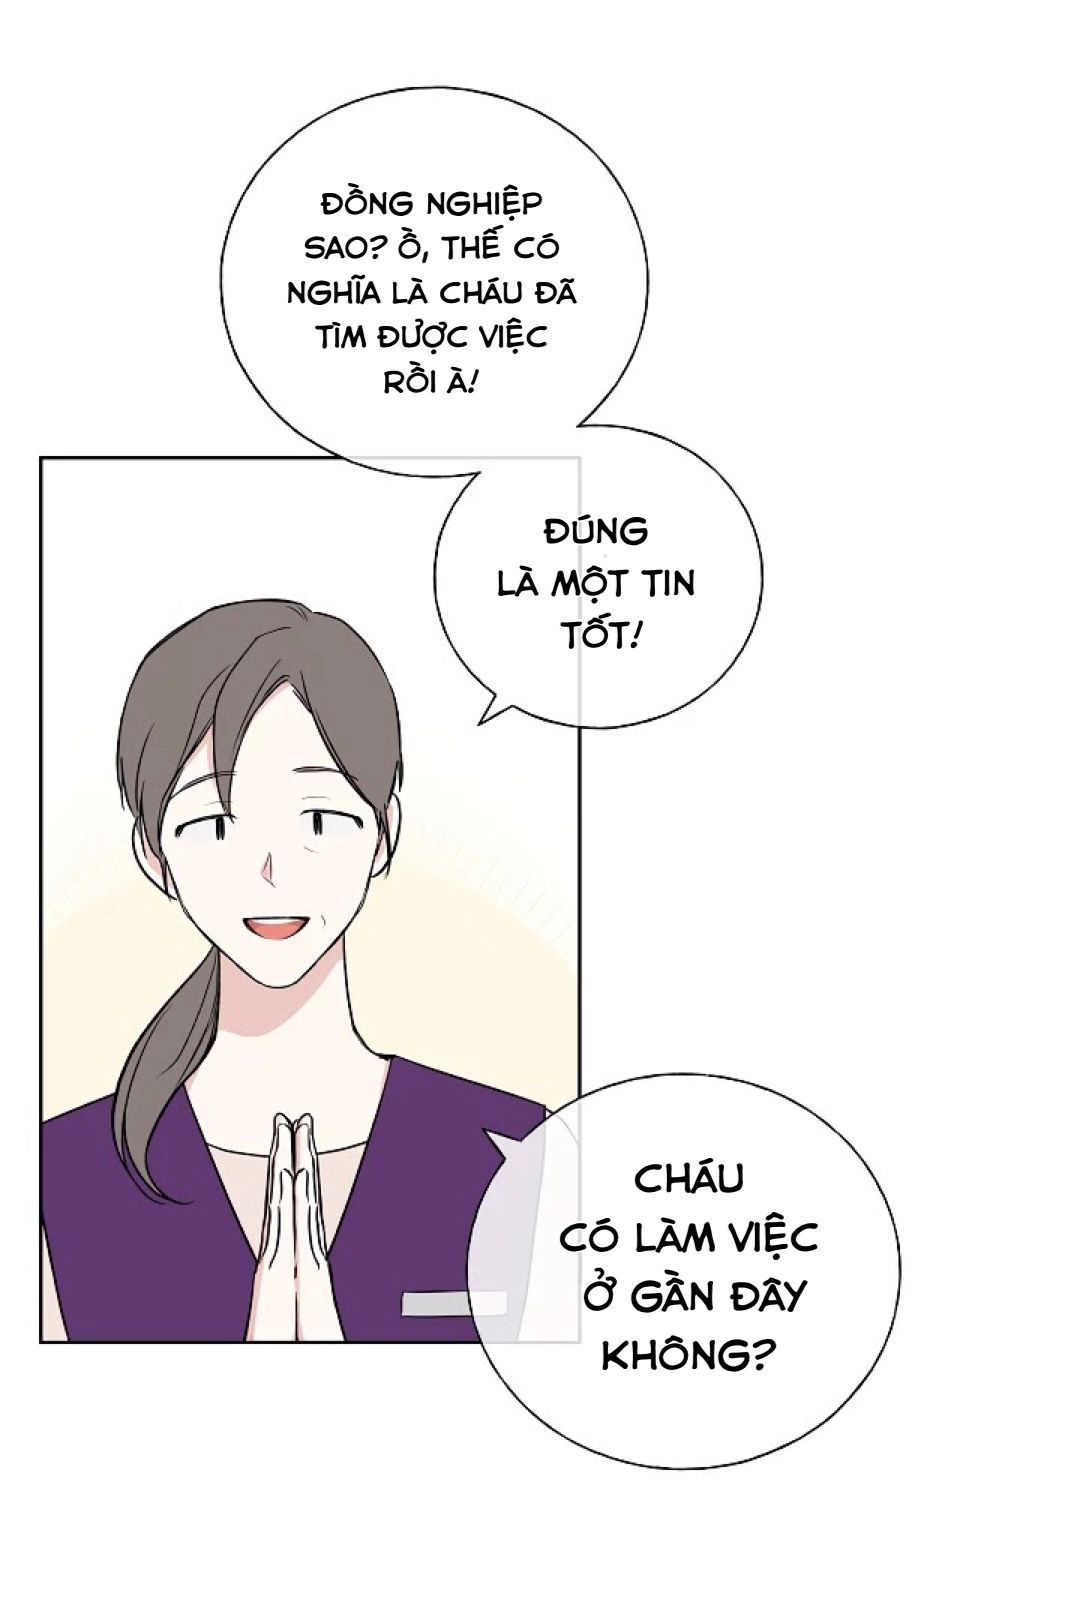 ĐỒNG NGHIỆP
SAO? Ồ, THẾ CÓ
NGHĨA LÀ CHÁU ĐÃ
TÌM ĐƯỢC VIỆC
RỒI À!
ĐÚNG
LÀ MỘT TIN
TỐT!
CHÁU
CÓ LÀM VIỆC
Ở GẦN ĐÂY
KHÔNG?